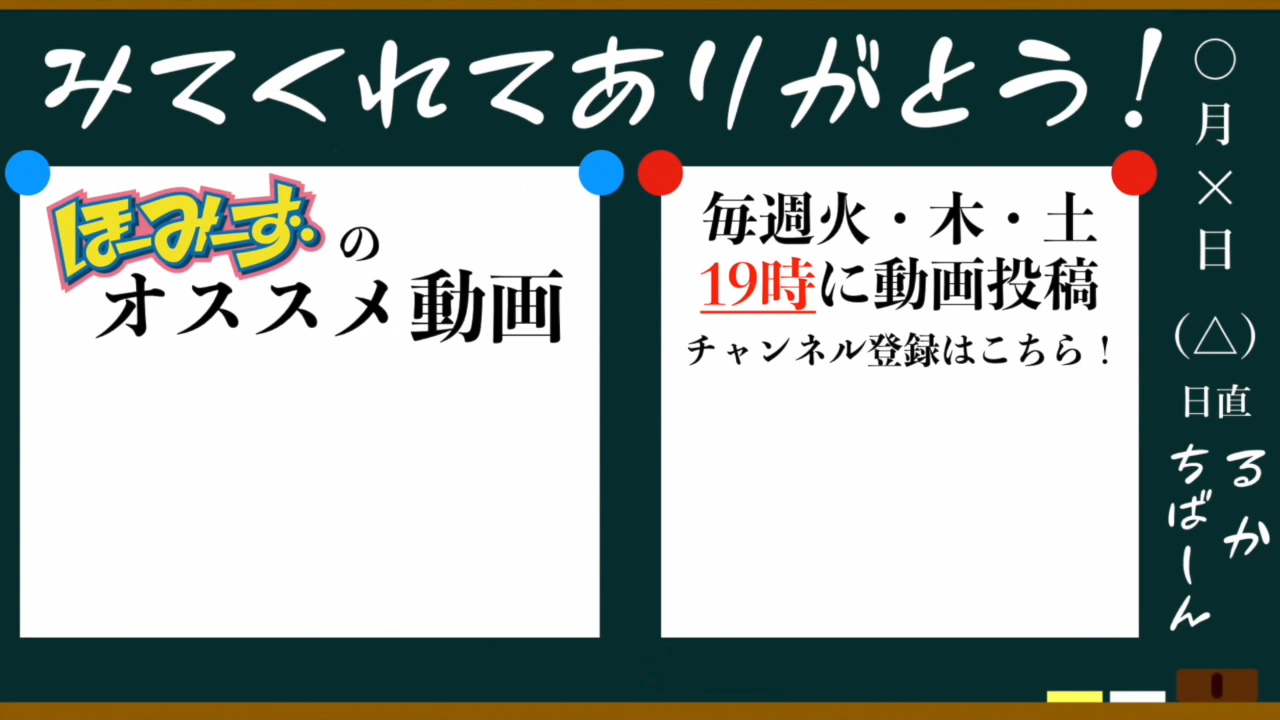 みてくれてありがとう！
ほーみーず。の
オススメ動画
毎週火・木・土
19時に動画投稿
チャンネル登録はこちら！
○月×日(△)
日直
るか
ちばーん